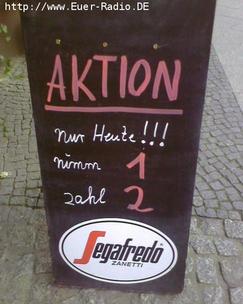 http://www.Euer-Radio.DE
AKTION
nur Heute!!!
nimm 1
zahl 2
Segafredo
ZANETTI